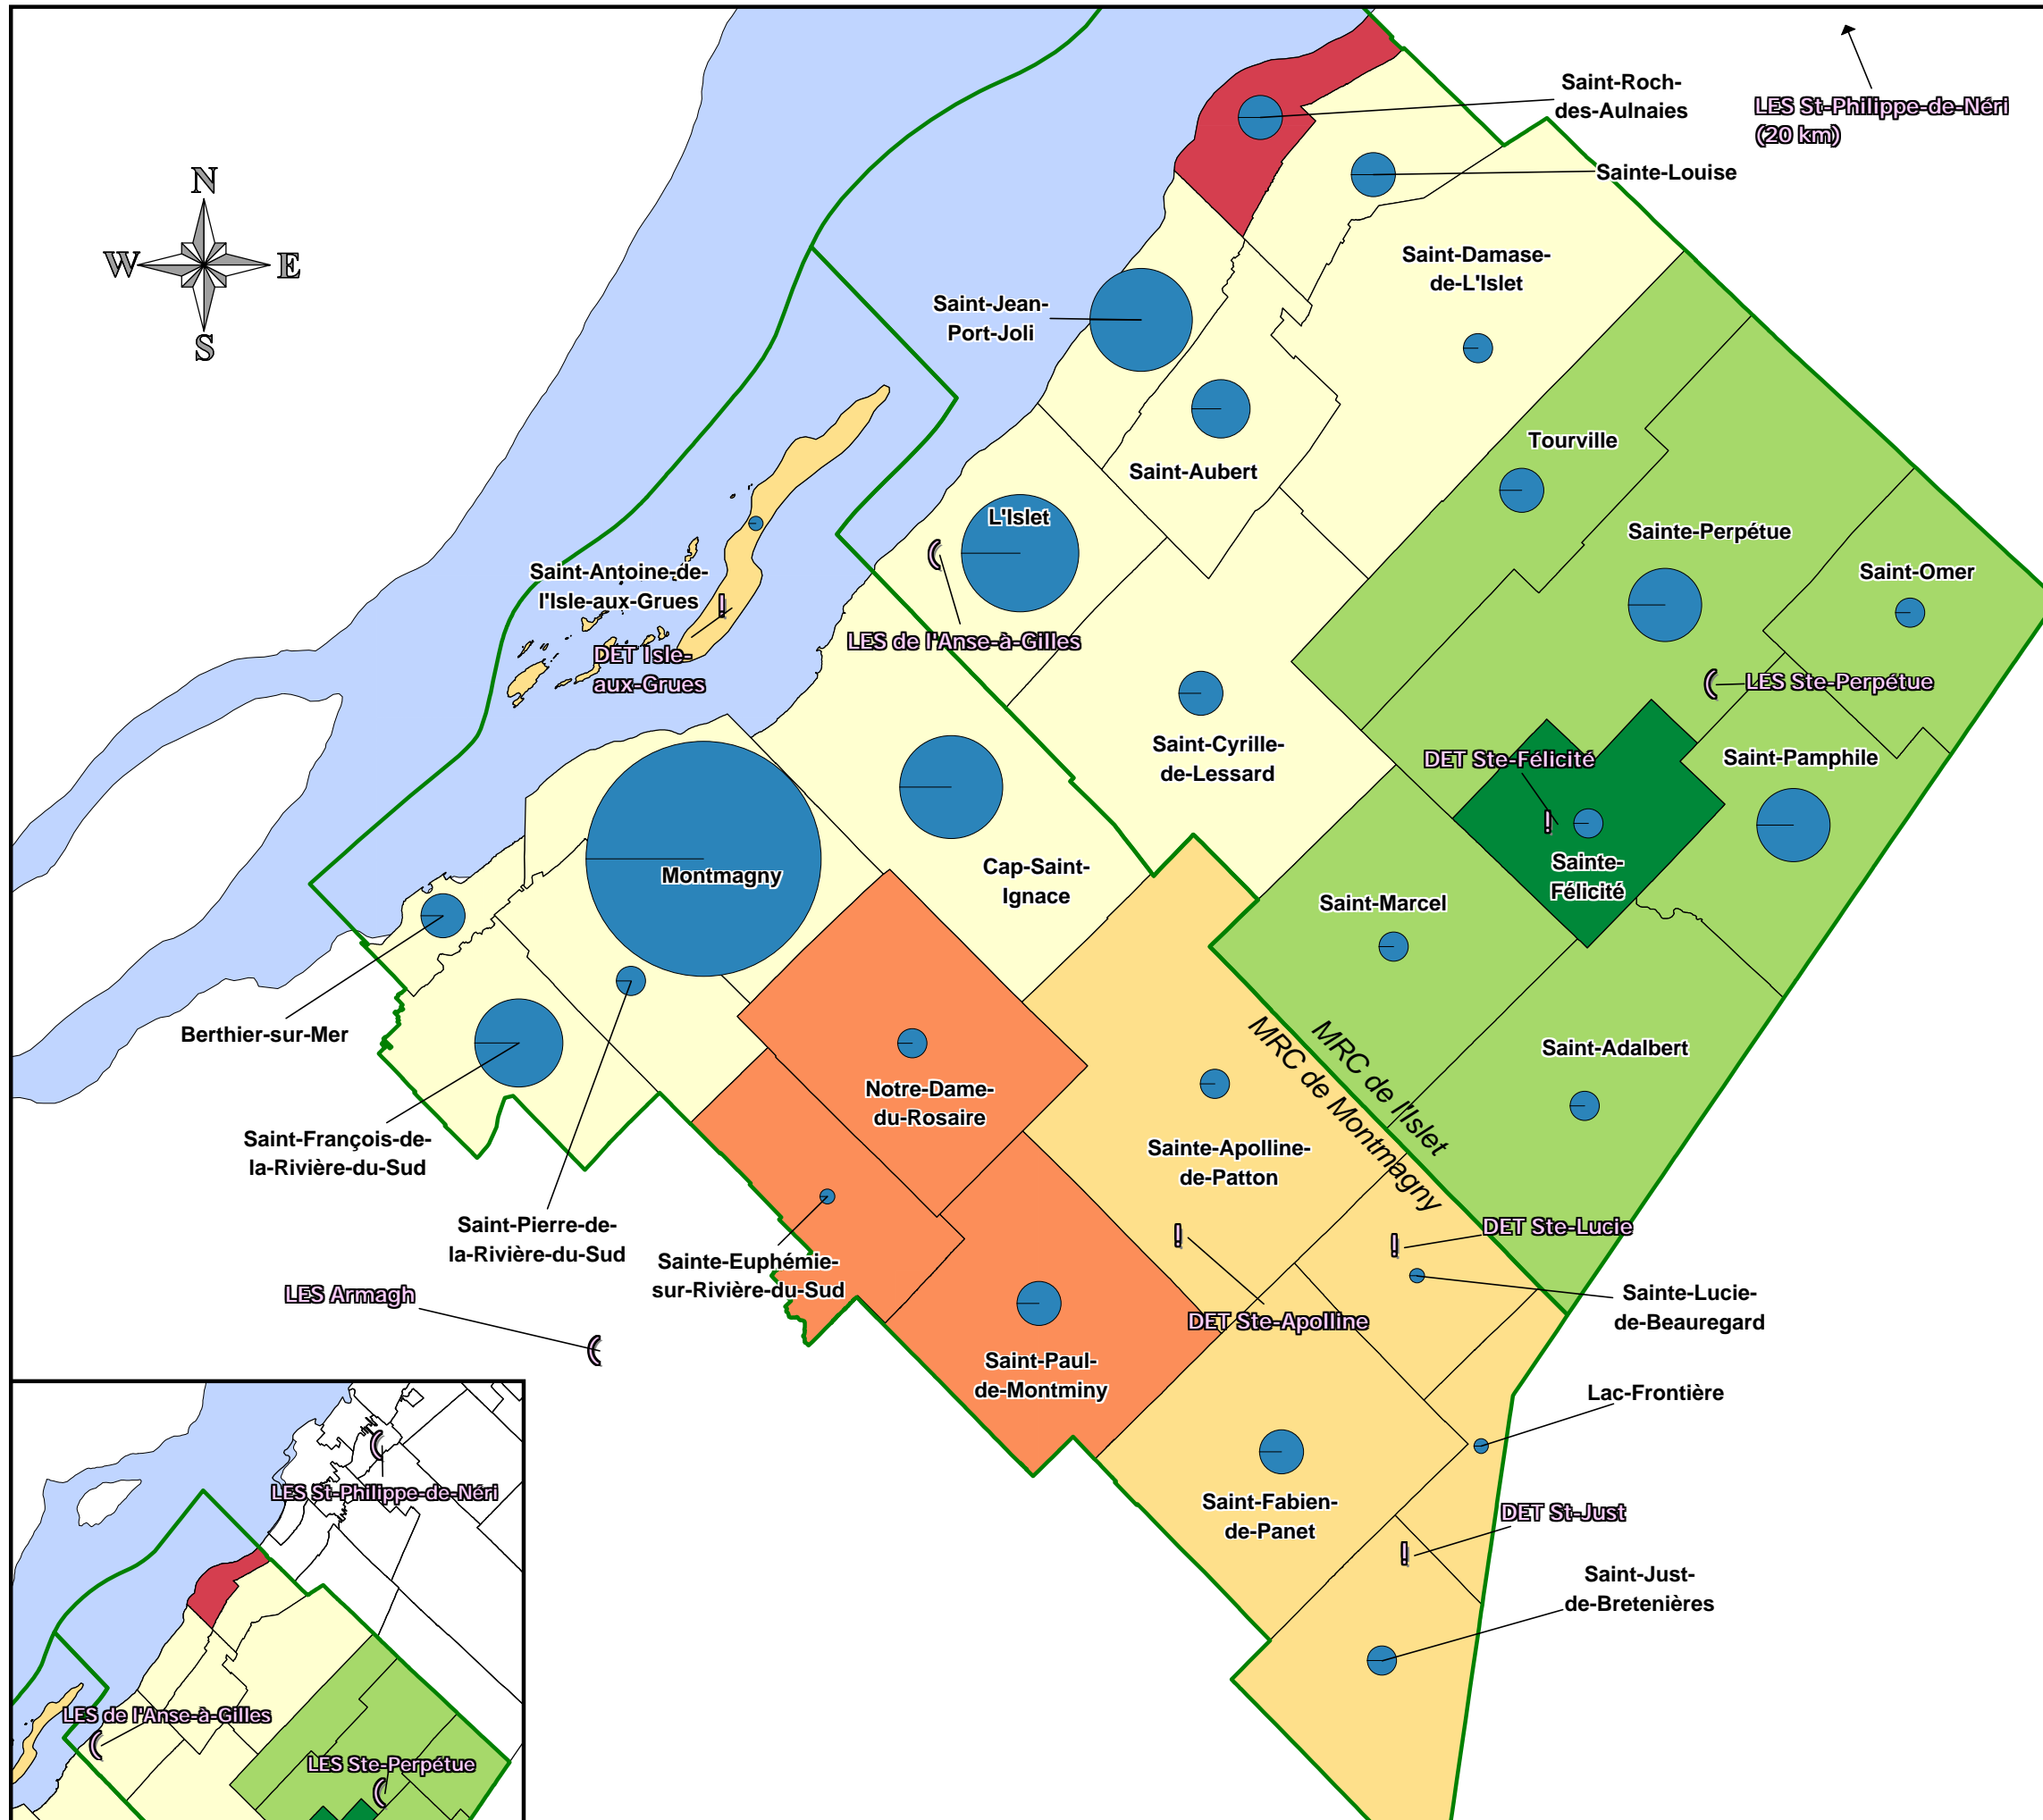 Saint-Roch-
des-Aulnaies
LES St-Philippe-de-Néri
(20 km)
Sainte-Louise
N
W
E
S
Saint-Damase-
de-L'Islet
Saint-Jean-
Port-Joli
Tourville
Saint-Aubert
L'Islet
Sainte-Perpétue
Saint-Omer
Saint-Antoine-de-
l'Isle-aux-Grues
LES de l'Anse-à-Gilles
DET Isle-
aux-Grues
LES Ste-Perpétue
Saint-Cyrille-
de-Lessard
DET Ste-Félicité
Saint-Pamphile
Cap-Saint-
Ignace
Montmagny
Sainte-
Félicité
Saint-Marcel
Berthier-sur-Mer
MRC de l'Islet
MRC de Montmagny
Saint-Adalbert
Notre-Dame-
du-Rosaire
Saint-François-de-
la-Rivière-du-Sud
Sainte-Apolline-
de-Patton
Saint-Pierre-de-
la-Rivière-du-Sud
DET Ste-Lucie
Sainte-Euphémie-
sur-Rivière-du-Sud
LES Armagh
Sainte-Lucie-
de-Beauregard
DET Ste-Apolline
Saint-Paul-
de-Montminy
Lac-Frontière
Saint-Fabien-
de-Panet
DET St-Just
Saint-Just-
de-Bretenières
LES St-Philippe-de-Néri
LES de l'Anse-à-Gilles
LES Ste-Perpétue